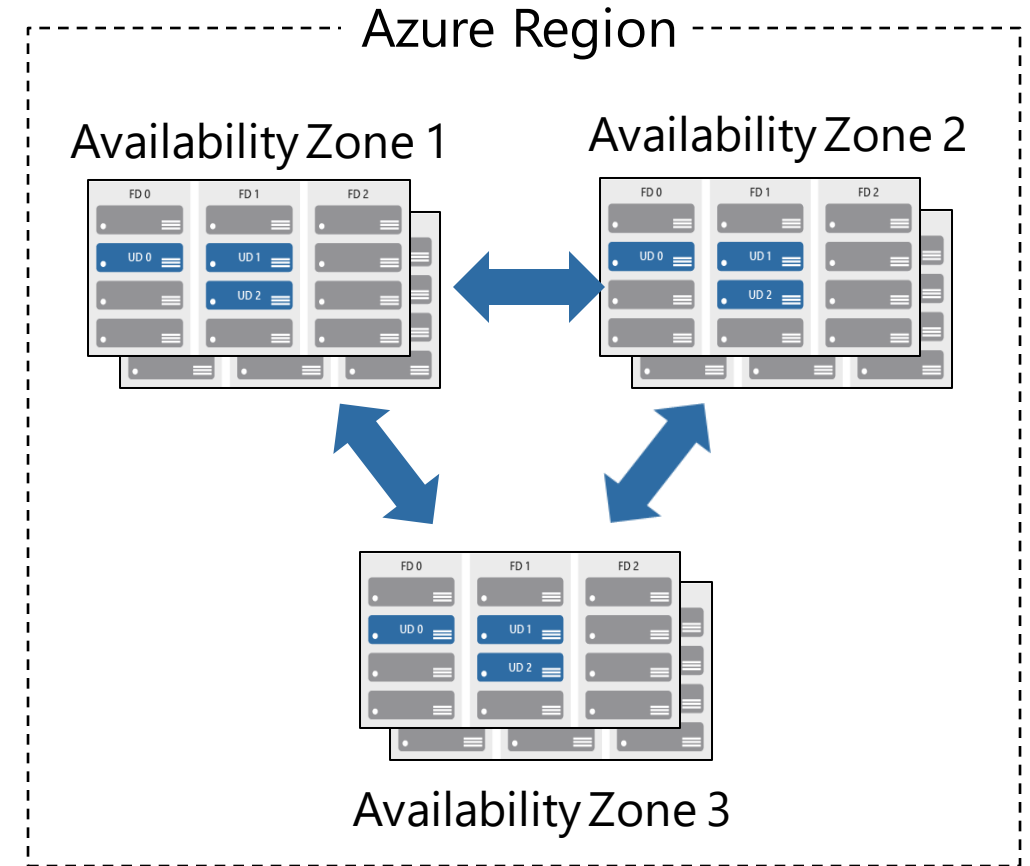 Azure Region
Availability Zone 1
Availability Zone 2
FD 0 FD 1 FD 2
UD 0 UD 1
UD 2
FD 0 FD 1 FD 2
UD 0 UD 1
UD 2
FD 0 FD 1 FD 2
UD 0 UD 1
UD 2
Availability Zone 3